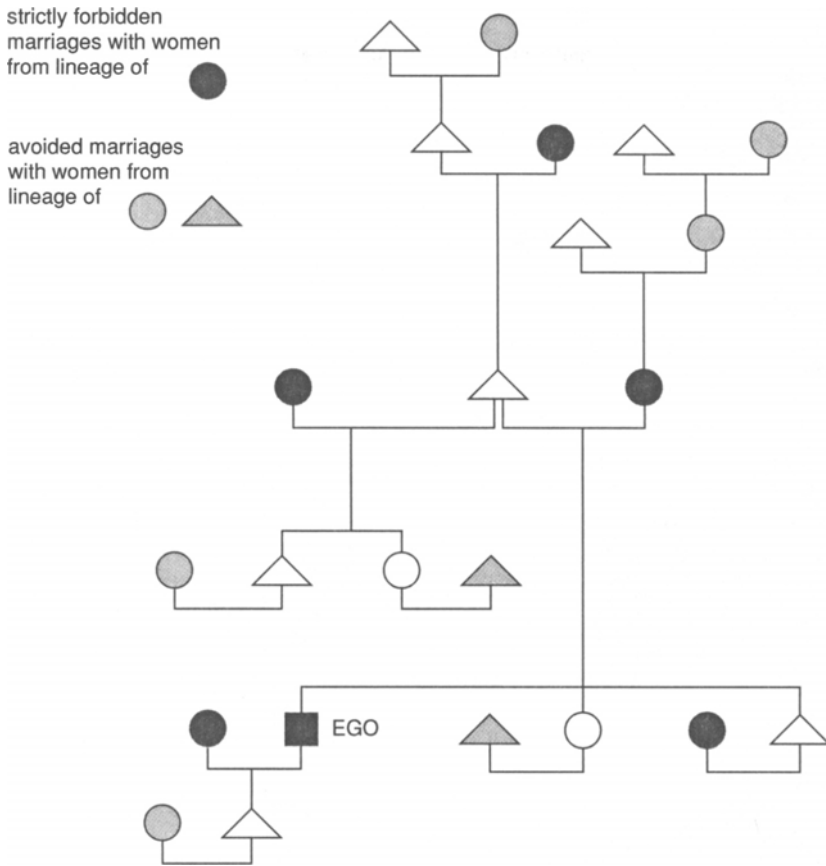 strictly forbidden
marriages with women
from lineage of
avoided marriages
with women from
lineage of
EGO